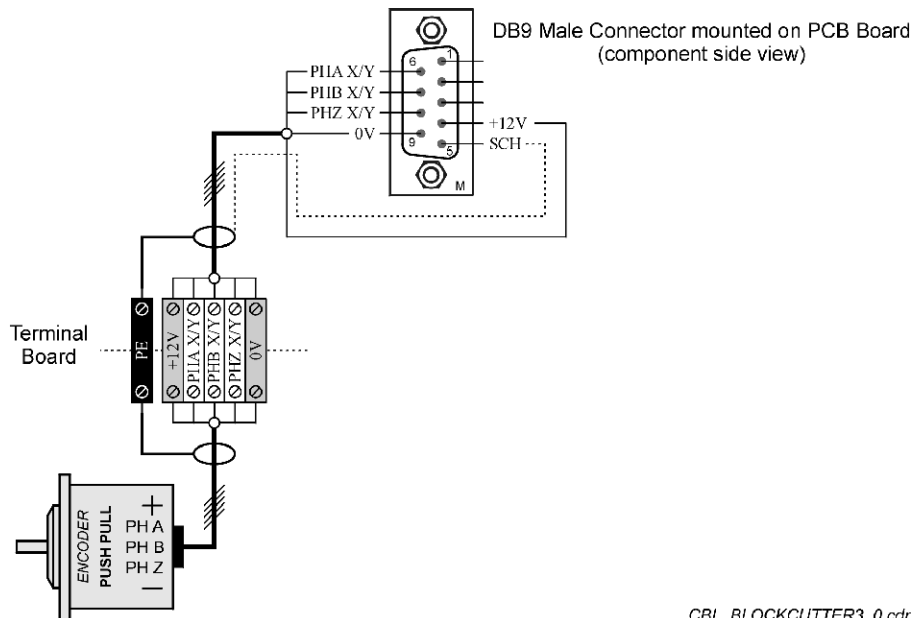 DB9 Male Connector mounted on PCB Board
(component side view)
1
6
PHA X/Y
PHB X/Y
PHZ X/Y
0V
+12V
9
5
SCH
M
Terminal
Board
PE
+12V
PHA X/Y
PHB X/Y
PHZ X/Y
0V
ENCODER
PUSH PULL
+
PH A
PH B
PH Z
—
CBL_BLOCKCUTTER3_0.cdr